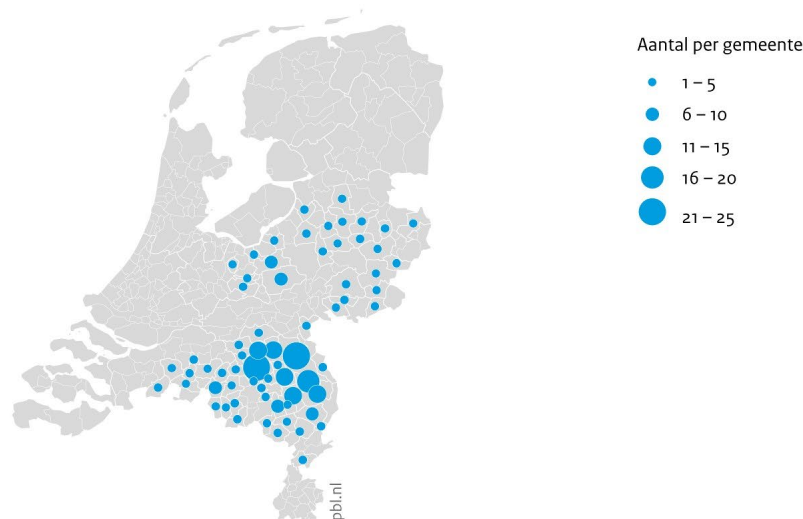 Aantal per gemeente
1 – 5
6 – 10
11 – 15
16 – 20
21 – 25
pbl.nl